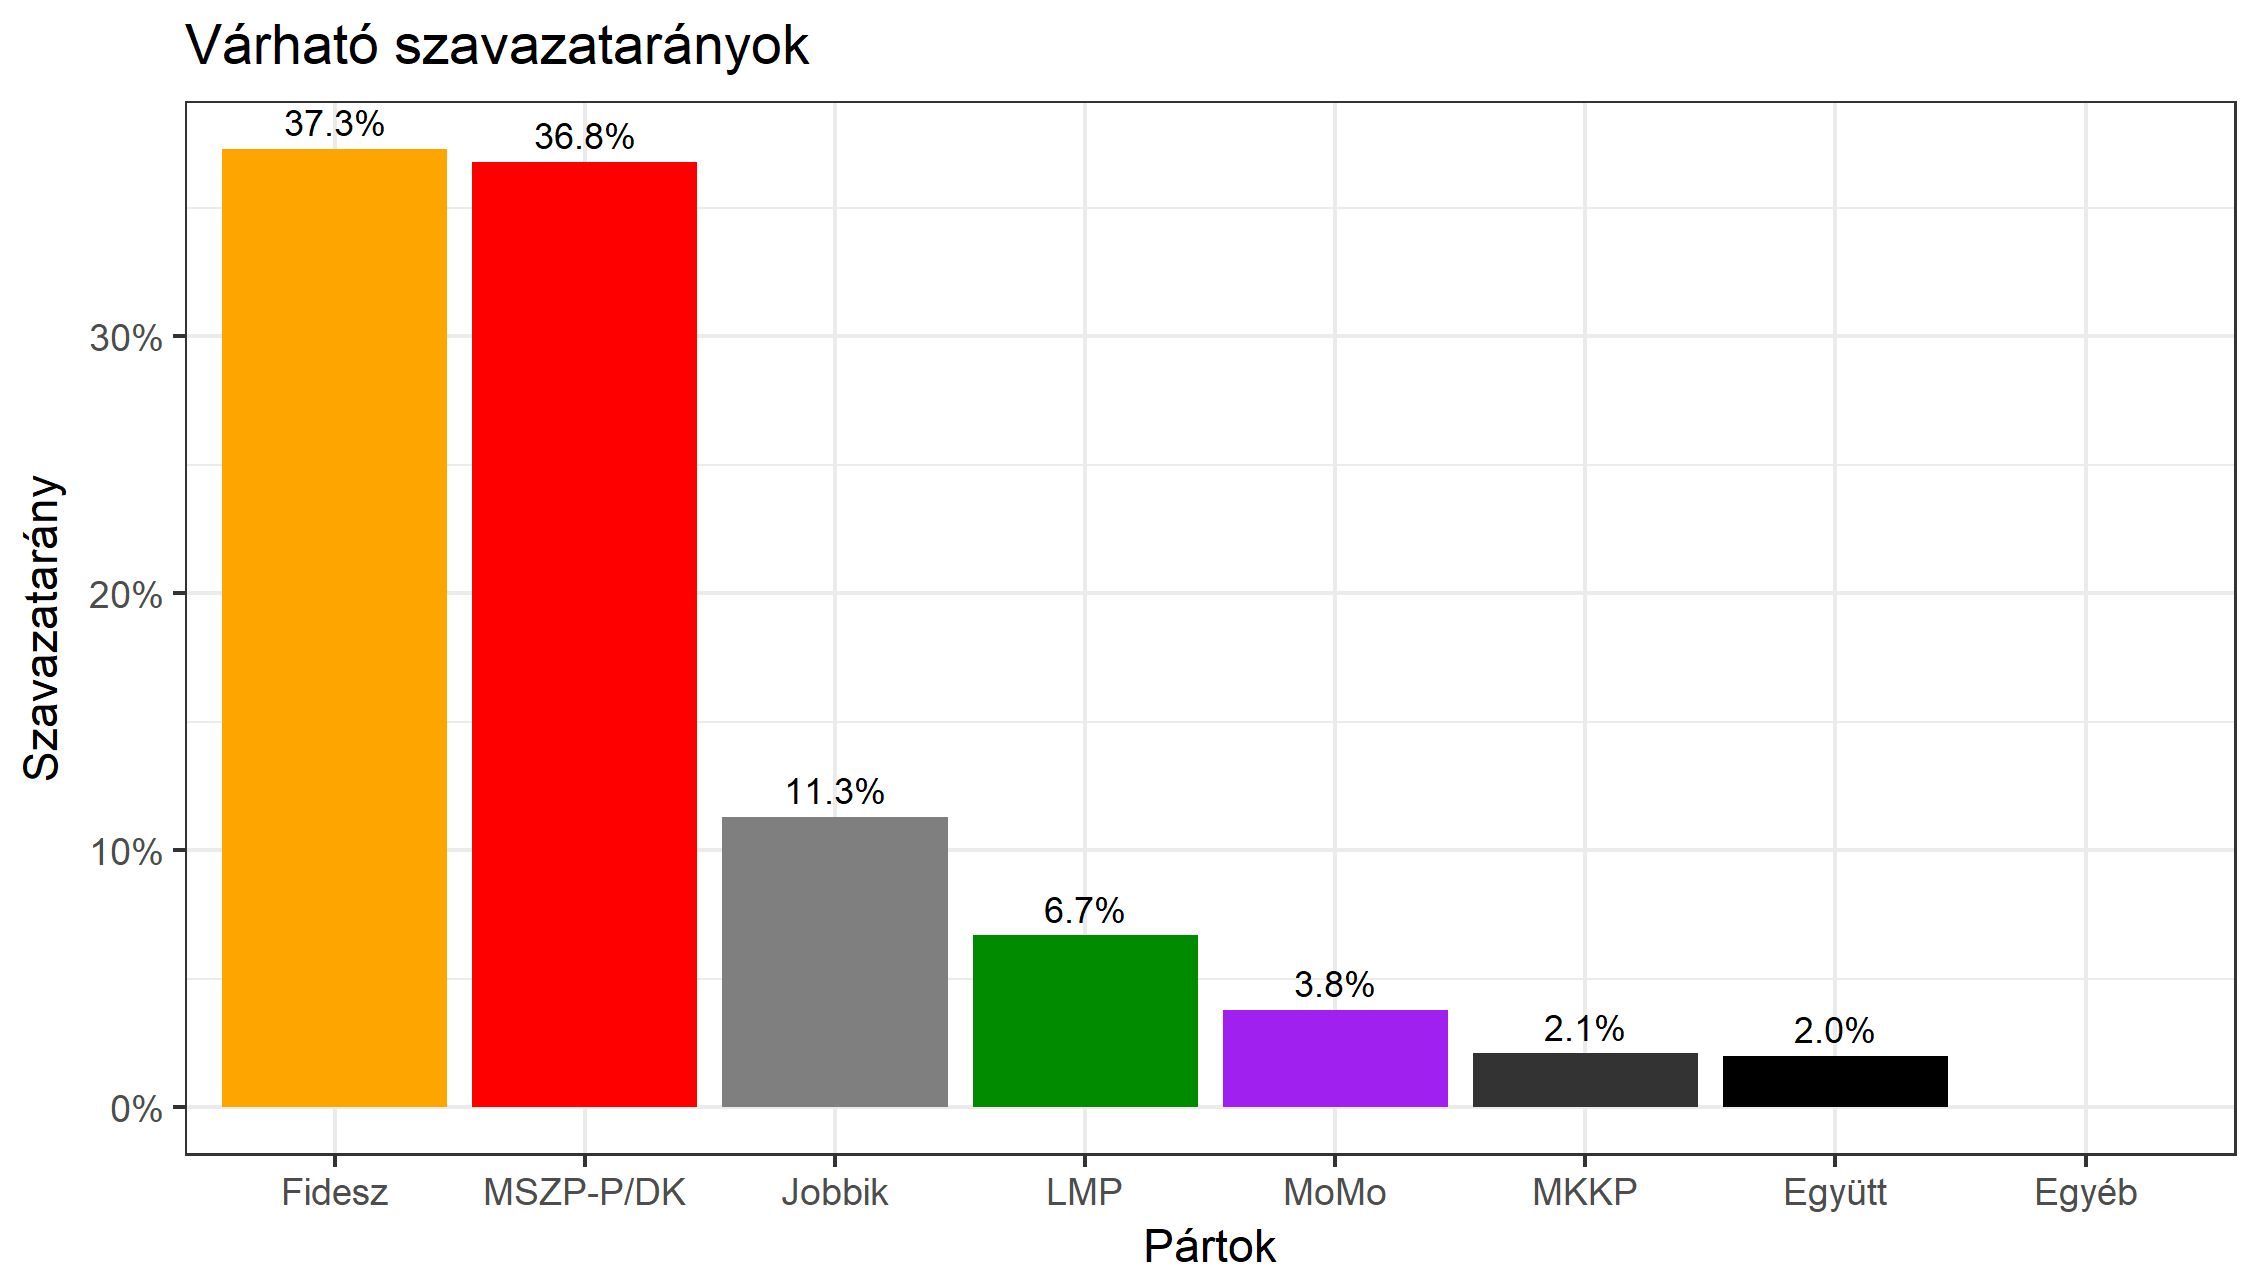 Várható szavazatarányok
37.3%
36.8%
11.3%
6.7%
3.8%
2.1%
2.0%
30%
20%
10%
0%
Szavazatarány
Fidesz MSZP-P/DK Jobbik LMP MoMo MKKP Együtt Egyéb
Pártok